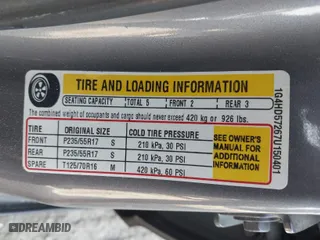 TIRE AND LOADING INFORMATION
SEATING CAPACITY TOTAL 5 FRONT 2 REAR 3
The combined weight of occupants and cargo should never exceed 420 kg or 926 lbs.
TIRE ORIGINAL SIZE COLD TIRE PRESSURE
FRONT P235/55R17 S 210 kPa, 30 PSI
REAR P235/55R17 S 210 kPa, 30 PSI
SPARE T125/70R16 M 420 kPa, 60 PSI
SEE OWNER'S
MANUAL FOR
ADDITIONAL
INFORMATION
1G4HD57267U150401
DREAMBID